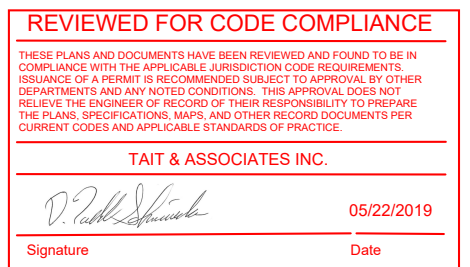 REVIEWED FOR CODE COMPLIANCE
THESE PLANS AND DOCUMENTS HAVE BEEN REVIEWED AND FOUND TO BE IN
COMPLIANCE WITH THE APPLICABLE JURISDICTION CODE REQUIREMENTS.
ISSUANCE OF A PERMIT IS RECOMMENDED SUBJECT TO APPROVAL BY OTHER
DEPARTMENTS AND ANY NOTED CONDITIONS. THIS APPROVAL DOES NOT
RELIEVE THE ENGINEER OF RECORD OF THEIR RESPONSIBILITY TO PREPARE
THE PLANS, SPECIFICATIONS, MAPS, AND OTHER RECORD DOCUMENTS PER
CURRENT CODES AND APPLICABLE STANDARDS OF PRACTICE.
TAIT & ASSOCIATES INC.
05/22/2019
Signature Date